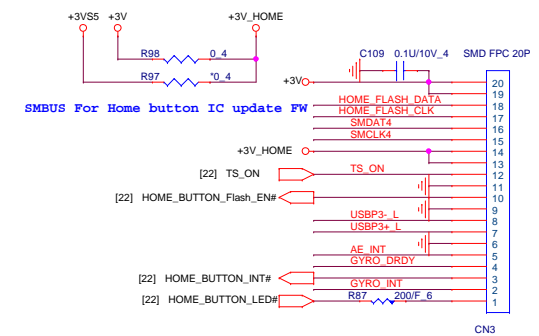 +3VS5 +3V +3V_HOME
R98 0_4
R97 *0_4
SMBUS For Home button IC update FW
C109 0.1U/10V_4 SMD FPC 20P
+3V 20
19
HOME_FLASH_DATA 18
HOME_FLASH_CLK 17
SMDAT4 16
SMCLK4 15
+3V_HOME 14
13
[22] TS_ON TS_ON 12
11
[22] HOME_BUTTON_Flash_EN# 10
9
USBP3-_L 8
USBP3+_L 7
6
AE_INT 5
GYRO_DRDY 4
[22] HOME_BUTTON_INT# 3
GYRO_INT 2
[22] HOME_BUTTON_LED# R87 200/F_6 1
CN3